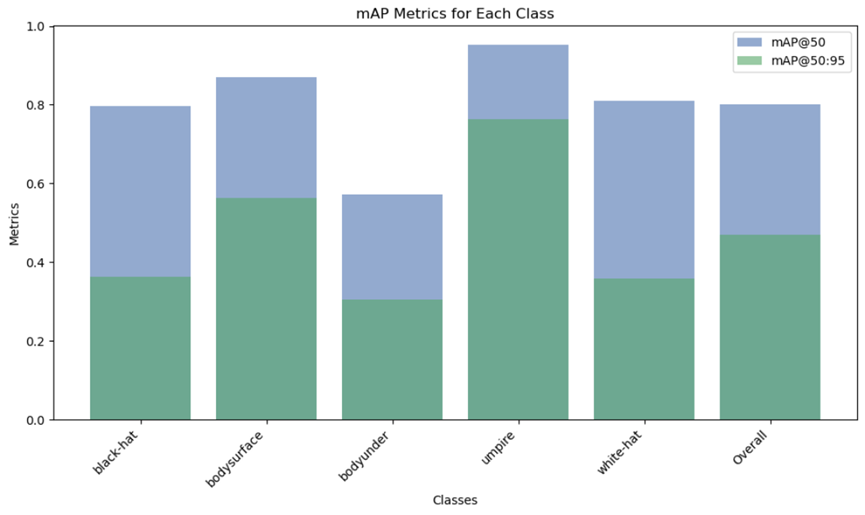 mAP Metrics for Each Class
mAP@50
mAP@50:95
Metrics
1.0
0.8
0.6
0.4
0.2
0.0
black-hat
bodysurface
bodyunder
umpire
white-hat
Overall
Classes